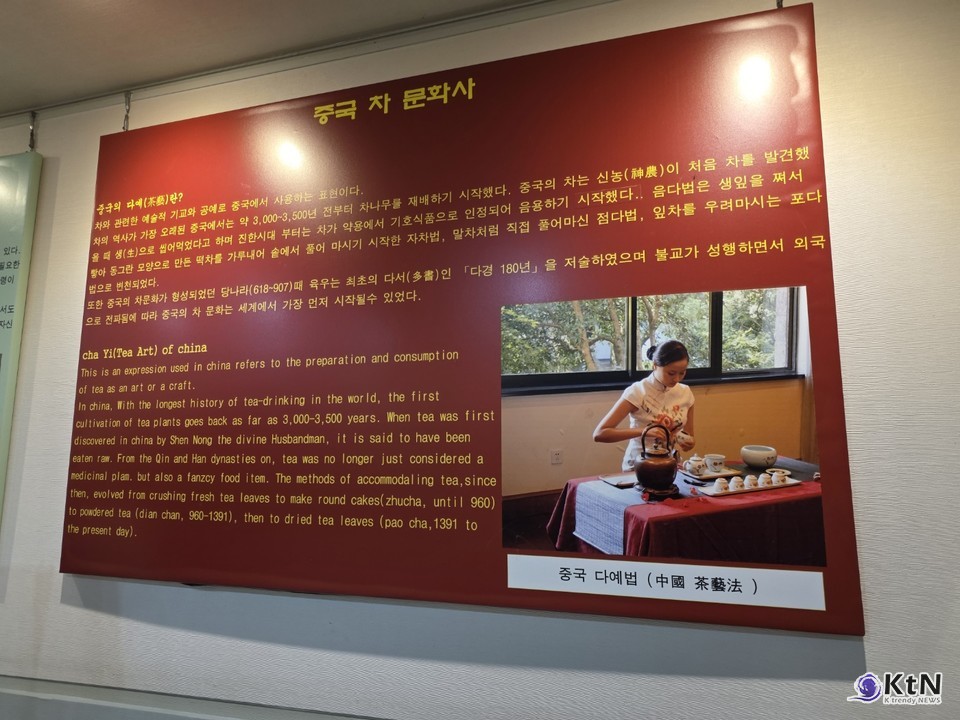 중국 차 문화사
중국의 다예(茶藝)란?
차와 관련한 예술적 기교와 공예로 중국에서 사용하는 표현이다.
차의 역사가 가장 오래된 중국에서는 약 3,000~3,500년 전부터 차나무를 재배하기 시작했다. 중국의 차는 신농(神農)이 처음 차를 발견했
을 때 생(生)으로 씹어먹었다고 하며 진한시대 부터는 차가 약용에서 기호식품으로 인정되어 음용하기 시작했다.. 음다법은 생잎을 쪄서
빻아 동그란 모양으로 만든 떡차를 가루내어 솥에서 풀어 마시기 시작한 자차법, 말차처럼 직접 풀어마신 점다법, 잎차를 우려마시는 포다
법으로 변천되었다.
또한 중국의 차문화가 형성되었던 당나라(618~907)때 육우는 최초의 다서(多書)인 「다경 180년」을 저술하였으며 불교가 성행하면서 외국
으로 전파됨에 따라 중국의 차 문화는 세계에서 가장 먼저 시작될수 있었다.
cha Yi(Tea Art) of china
This is an expression used in china refers to the preparation and consumption
of tea as an art or a craft.
In china, With the longest history of tea-drinking in the world, the first
cultivation of tea plants goes back as far as 3,000-3,500 years. When tea was first
discovered in china by Shen Nong the divine Husbandman, it is said to have been
eaten raw. From the Qin and Han dynasties on, tea was no longer just considered a
medicinal plam. but also a fanzcy food item. The methods of accommodaling tea,since
then, evolved from crushing fresh tea leaves to make round cakes(zhucha, until 960)
to powdered tea (dian chan, 960-1391), then to dried tea leaves (pao cha,1391 to
the present day).
중국 다예법 (中國 茶藝法 )
있다.
필요한
서도
자신
KtN
K trendy NEWS